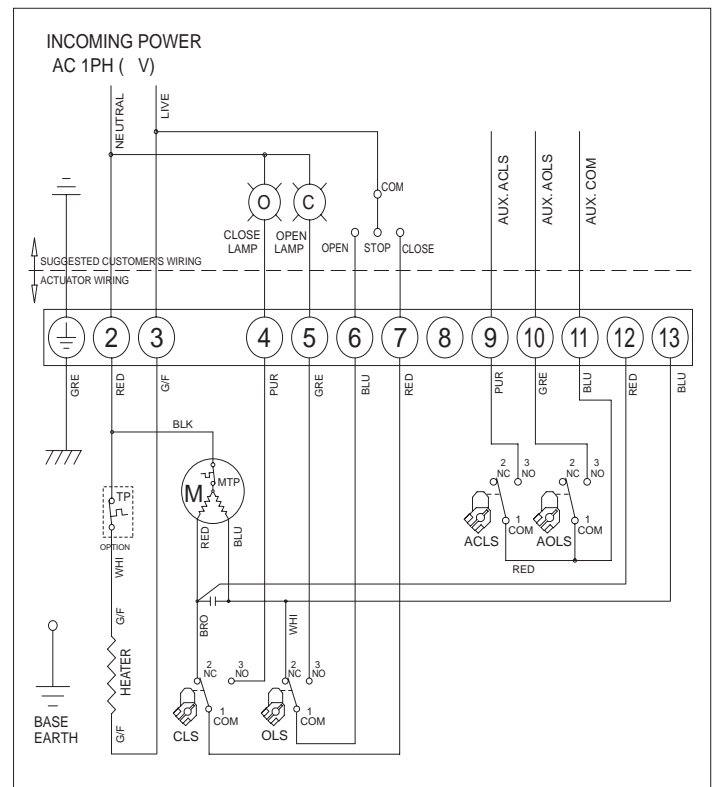 INCOMING POWER
AC 1PH ( V)
NEUTRAL
LIVE
COM
O
C
CLOSE LAMP
OPEN LAMP
OPEN STOP CLOSE
AUX. ACLS
AUX. AOLS
AUX. COM
SUGGESTED CUSTOMER'S WIRING
ACTUATOR WIRING
2 3 4 5 6 7 8 9 10 11 12 13
GRE
RED
G/F
PUR
GRE
BLU
RED
PUR
GRE
BLU
RED
BLU
BLK
M
MTP
RED
BLU
TP
OPTION
WHI
G/F
HEATER
G/F
BASE
EARTH
BRO
WHI
2
NC
3
NO
1
COM
CLS
2
NC
3
NO
1
COM
OLS
2
NC
3
NO
1
COM
ACLS
2
NC
3
NO
1
COM
AOLS
RED